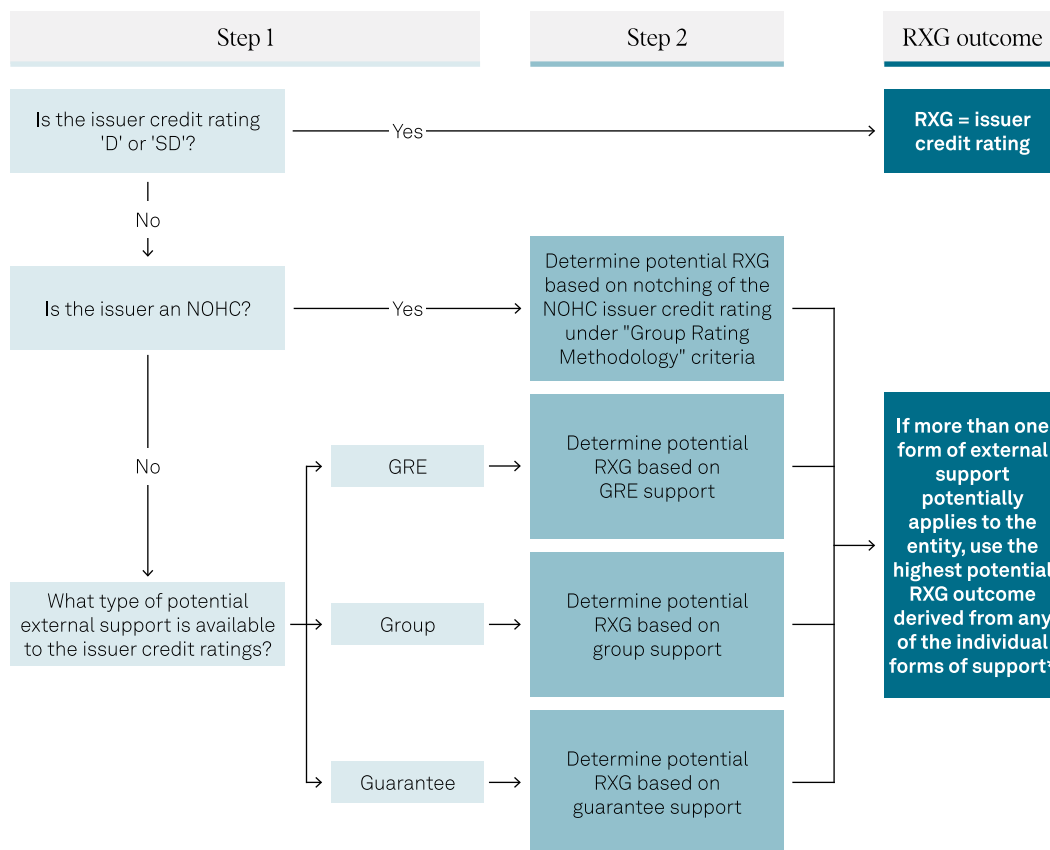 Step 1
Step 2
RXG outcome
Is the issuer credit rating
'D' or 'SD'?
Yes
RXG = issuer
credit rating
No
Is the issuer an NOHC?
Yes
Determine potential RXG
based on notching of the
NOHC issuer credit rating
under "Group Rating
Methodology" criteria
No
GRE
Determine potential
RXG based on
GRE support
If more than one
form of external
support
potentially
applies to the
entity, use the
highest potential
RXG outcome
derived from any
of the individual
forms of support*
What type of potential
external support is available
to the issuer credit ratings?
Group
Determine potential
RXG based on
group support
Guarantee
Determine potential
RXG based on
guarantee support